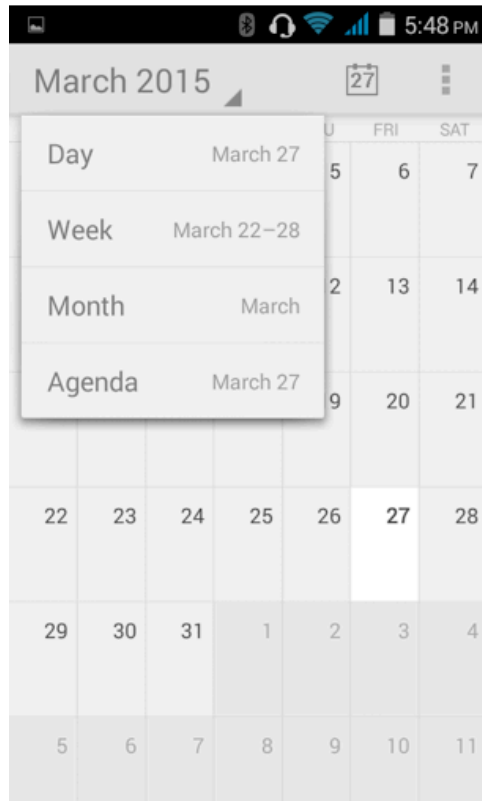 5:48 PM
March 2015
27
U FRI SAT
Day March 27
5 6 7
Week March 22–28
2 13 14
Month March
Agenda March 27
9 20 21
22 23 24 25 26 27 28
29 30 31 1 2 3 4
5 6 7 8 9 10 11